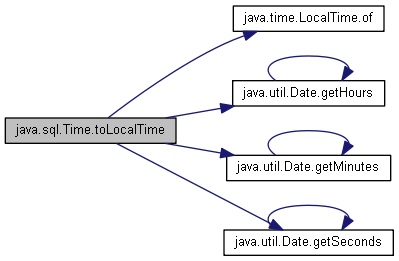 java.time.LocalTime.of
java.util.Date.getHours
java.sql.Time.toLocalTime
java.util.Date.getMinutes
java.util.Date.getSeconds